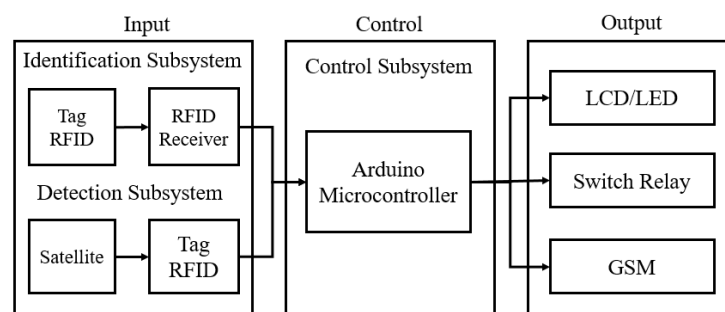 Input
Control
Output
Identification Subsystem
Tag
RFID
RFID
Receiver
Detection Subsystem
Satellite
Tag
RFID
Control Subsystem
Arduino
Microcontroller
LCD/LED
Switch Relay
GSM